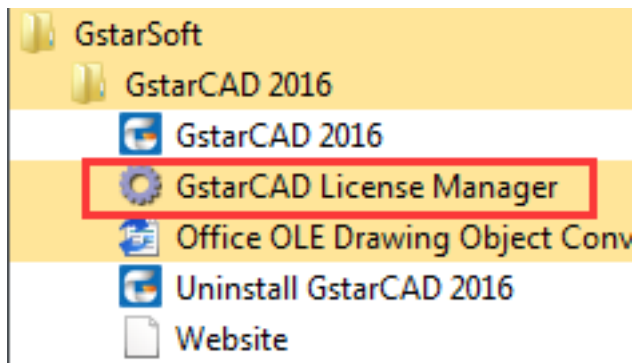 GstarSoft
GstarCAD 2016
GstarCAD 2016
GstarCAD License Manager
Office OLE Drawing Object Conv
Uninstall GstarCAD 2016
Website